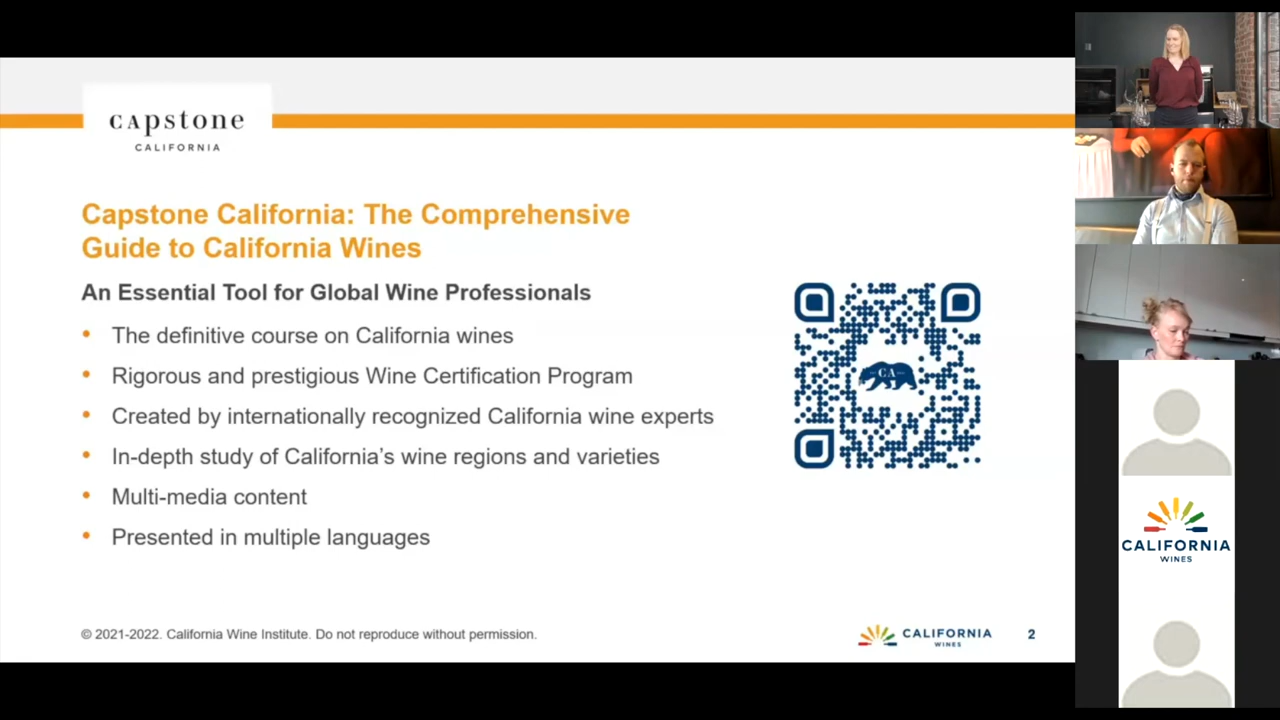 CAPSTONE
CALIFORNIA
Capstone California: The Comprehensive
Guide to California Wines
An Essential Tool for Global Wine Professionals
• The definitive course on California wines
• Rigorous and prestigious Wine Certification Program
• Created by internationally recognized California wine experts
• In-depth study of California’s wine regions and varieties
• Multi-media content
• Presented in multiple languages
CA
© 2021-2022. California Wine Institute. Do not reproduce without permission.
CALIFORNIA
WINES
2
CALIFORNIA
WINES